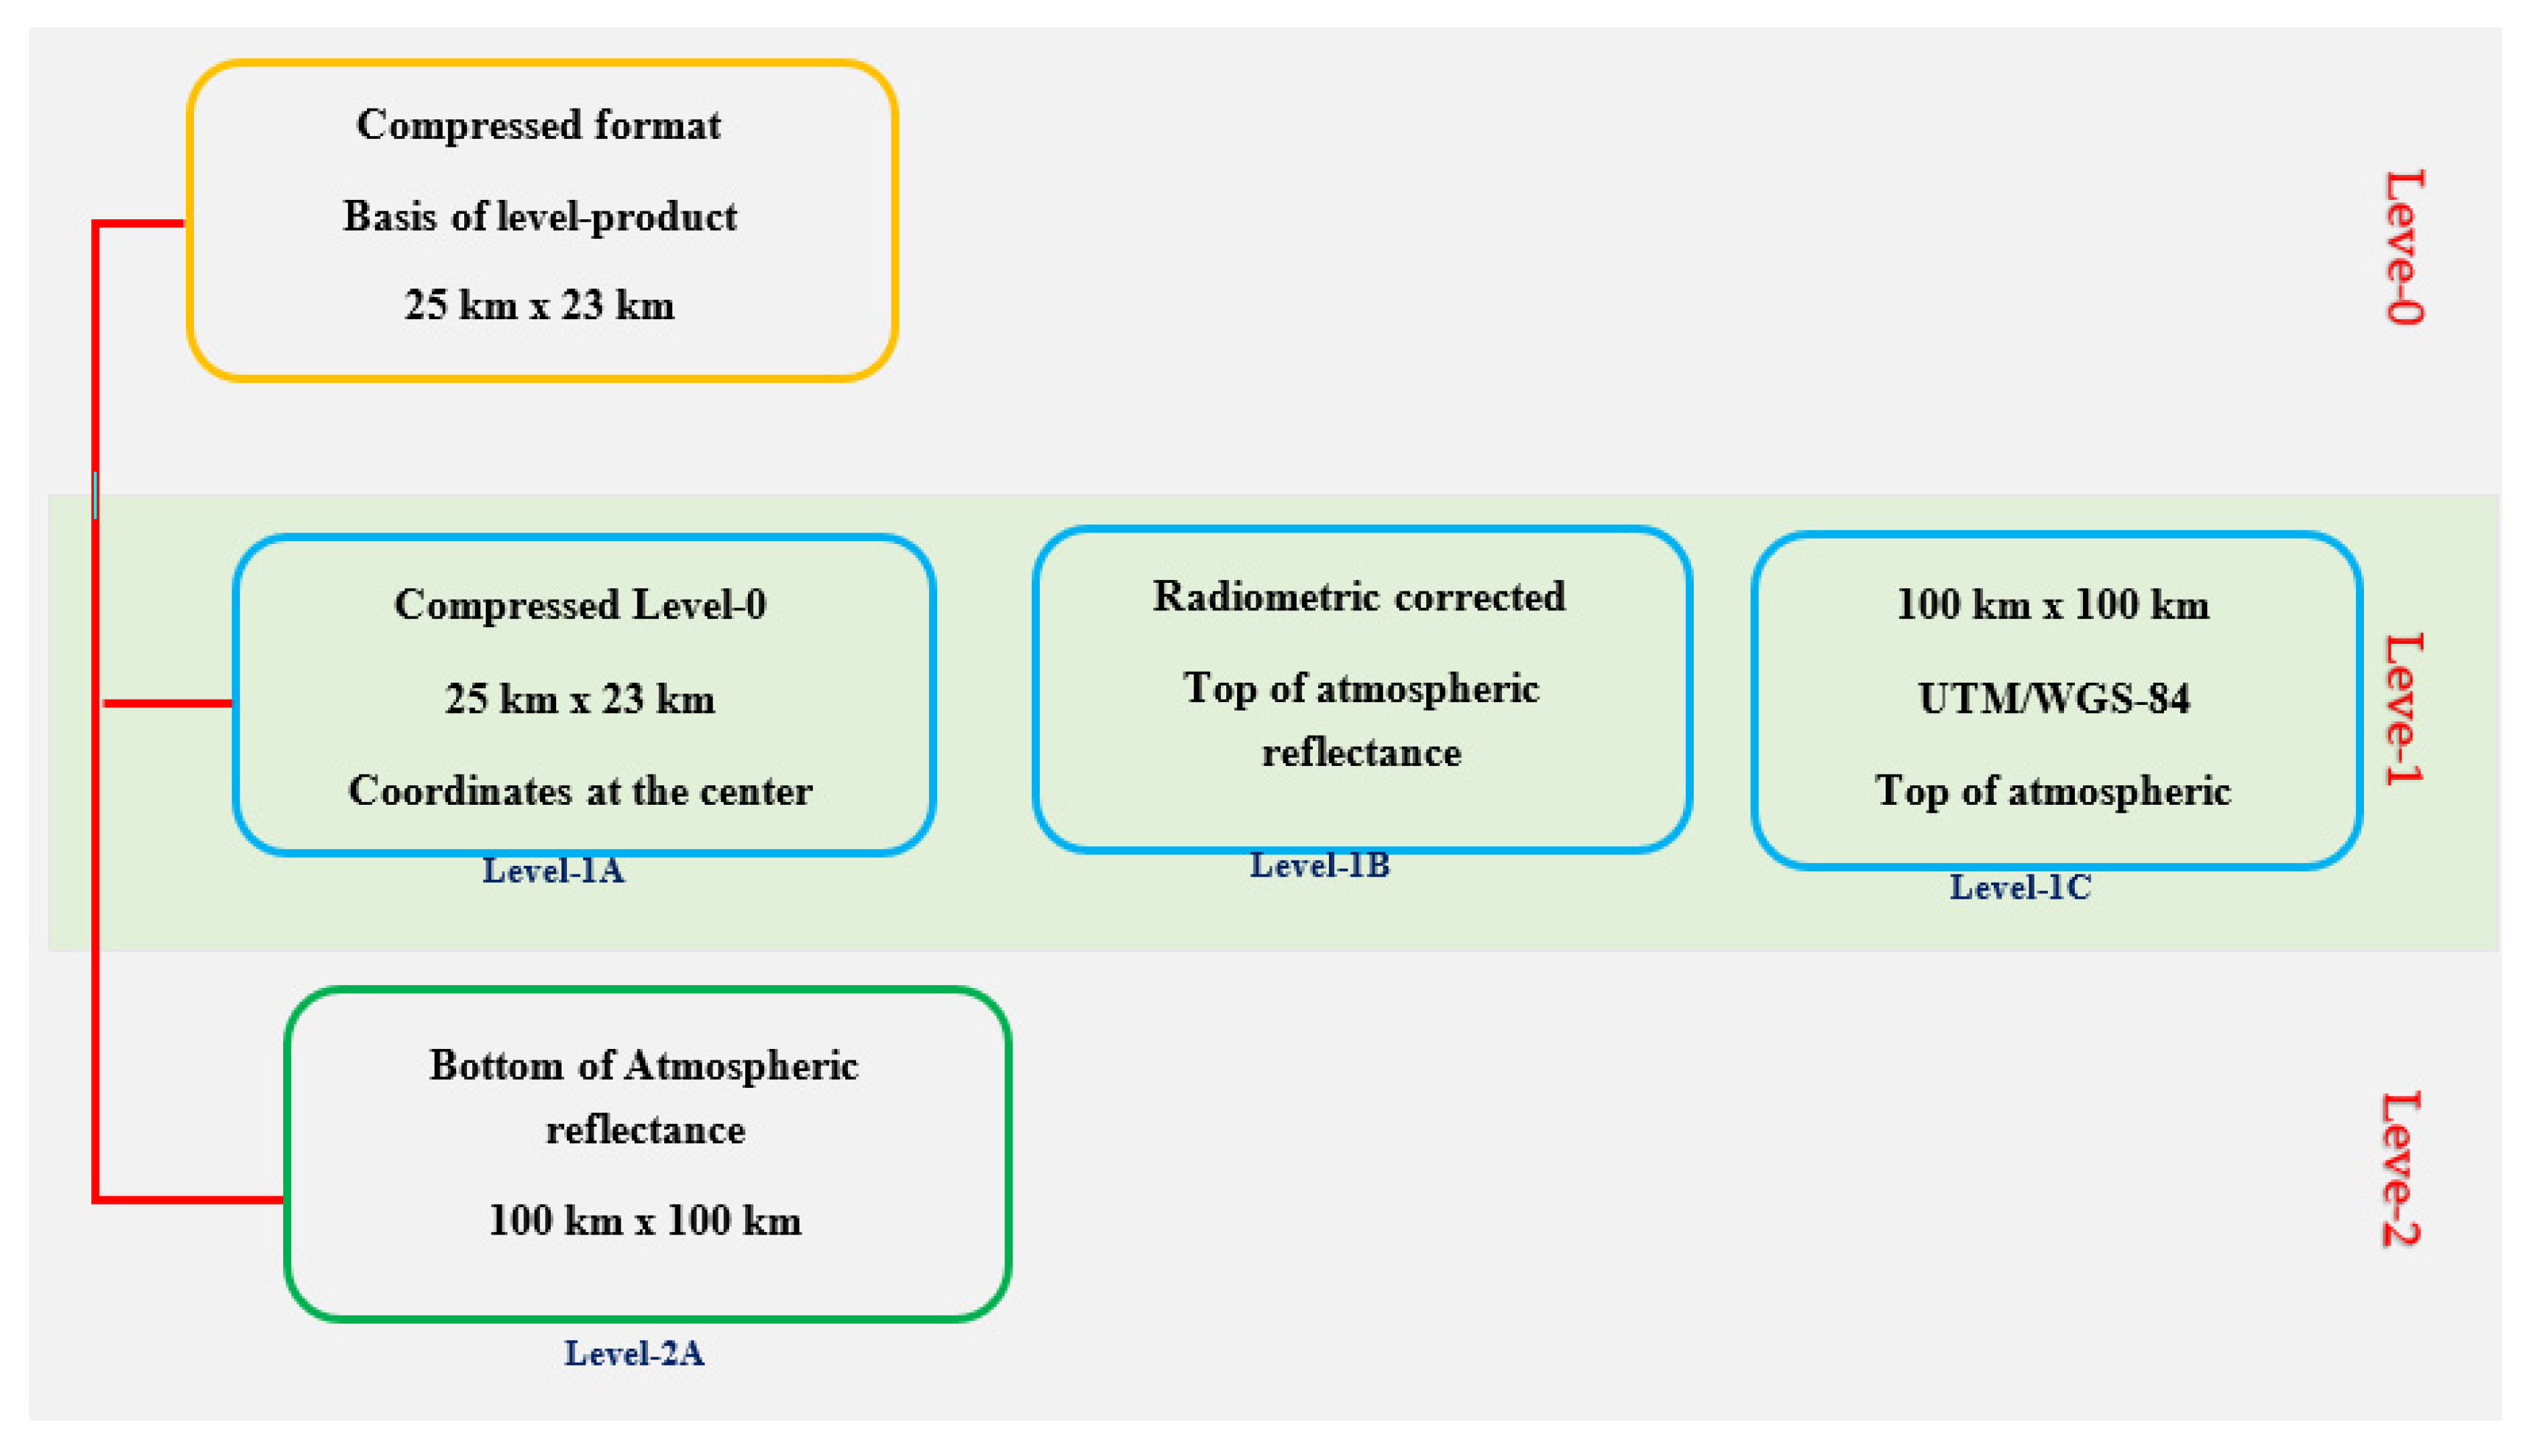 Compressed format
Basis of level-product
25 km x 23 km
Leve-0
Compressed Level-0
25 km x 23 km
Coordinates at the center
Level-1A
Radiometric corrected
Top of atmospheric
reflectance
Level-1B
100 km x 100 km
UTM/WGS-84
Top of atmospheric
Level-1C
Leve-1
Bottom of Atmospheric
reflectance
100 km x 100 km
Level-2A
Leve-2